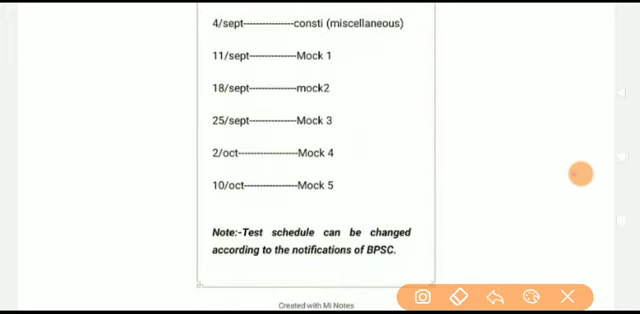 4/sept---------------consti (miscellaneous)
11/sept--------------Mock 1
18/sept--------------mock2
25/sept--------------Mock 3
2/oct------------------Mock 4
10/oct----------------Mock 5
Note:-Test schedule can be changed
according to the notifications of BPSC.
Created with Mi Notes